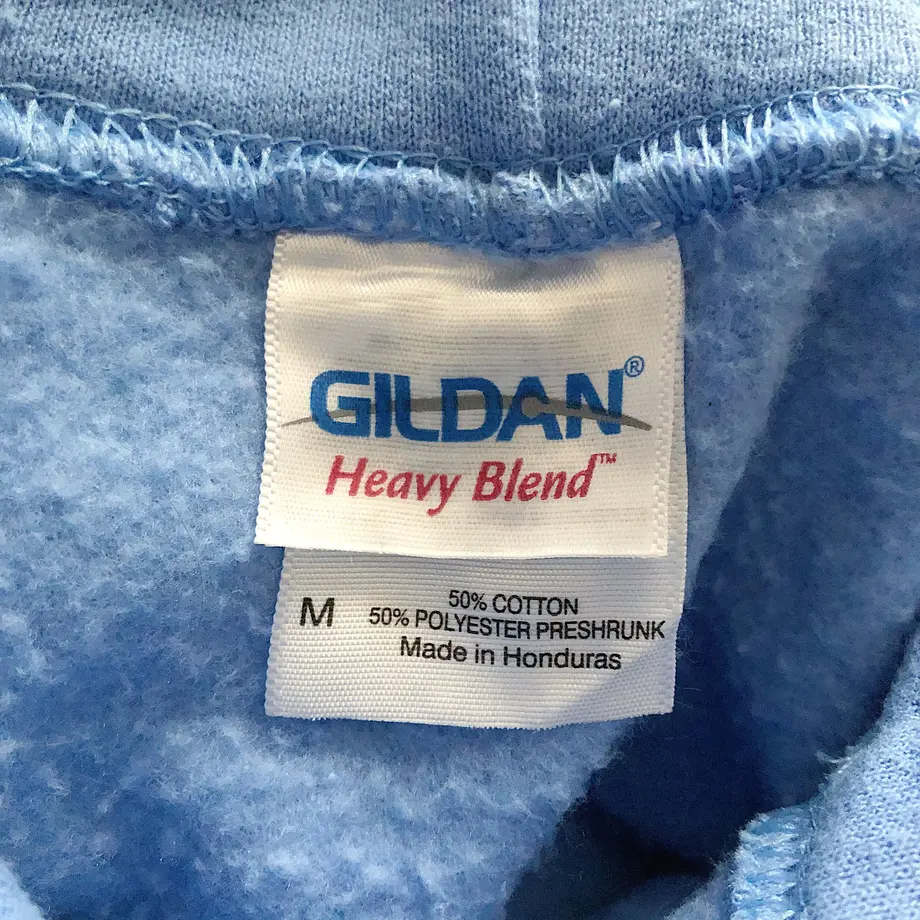 GILDAN®
Heavy Blend™
M
50% COTTON
50% POLYESTER PRESHRUNK
Made in Honduras